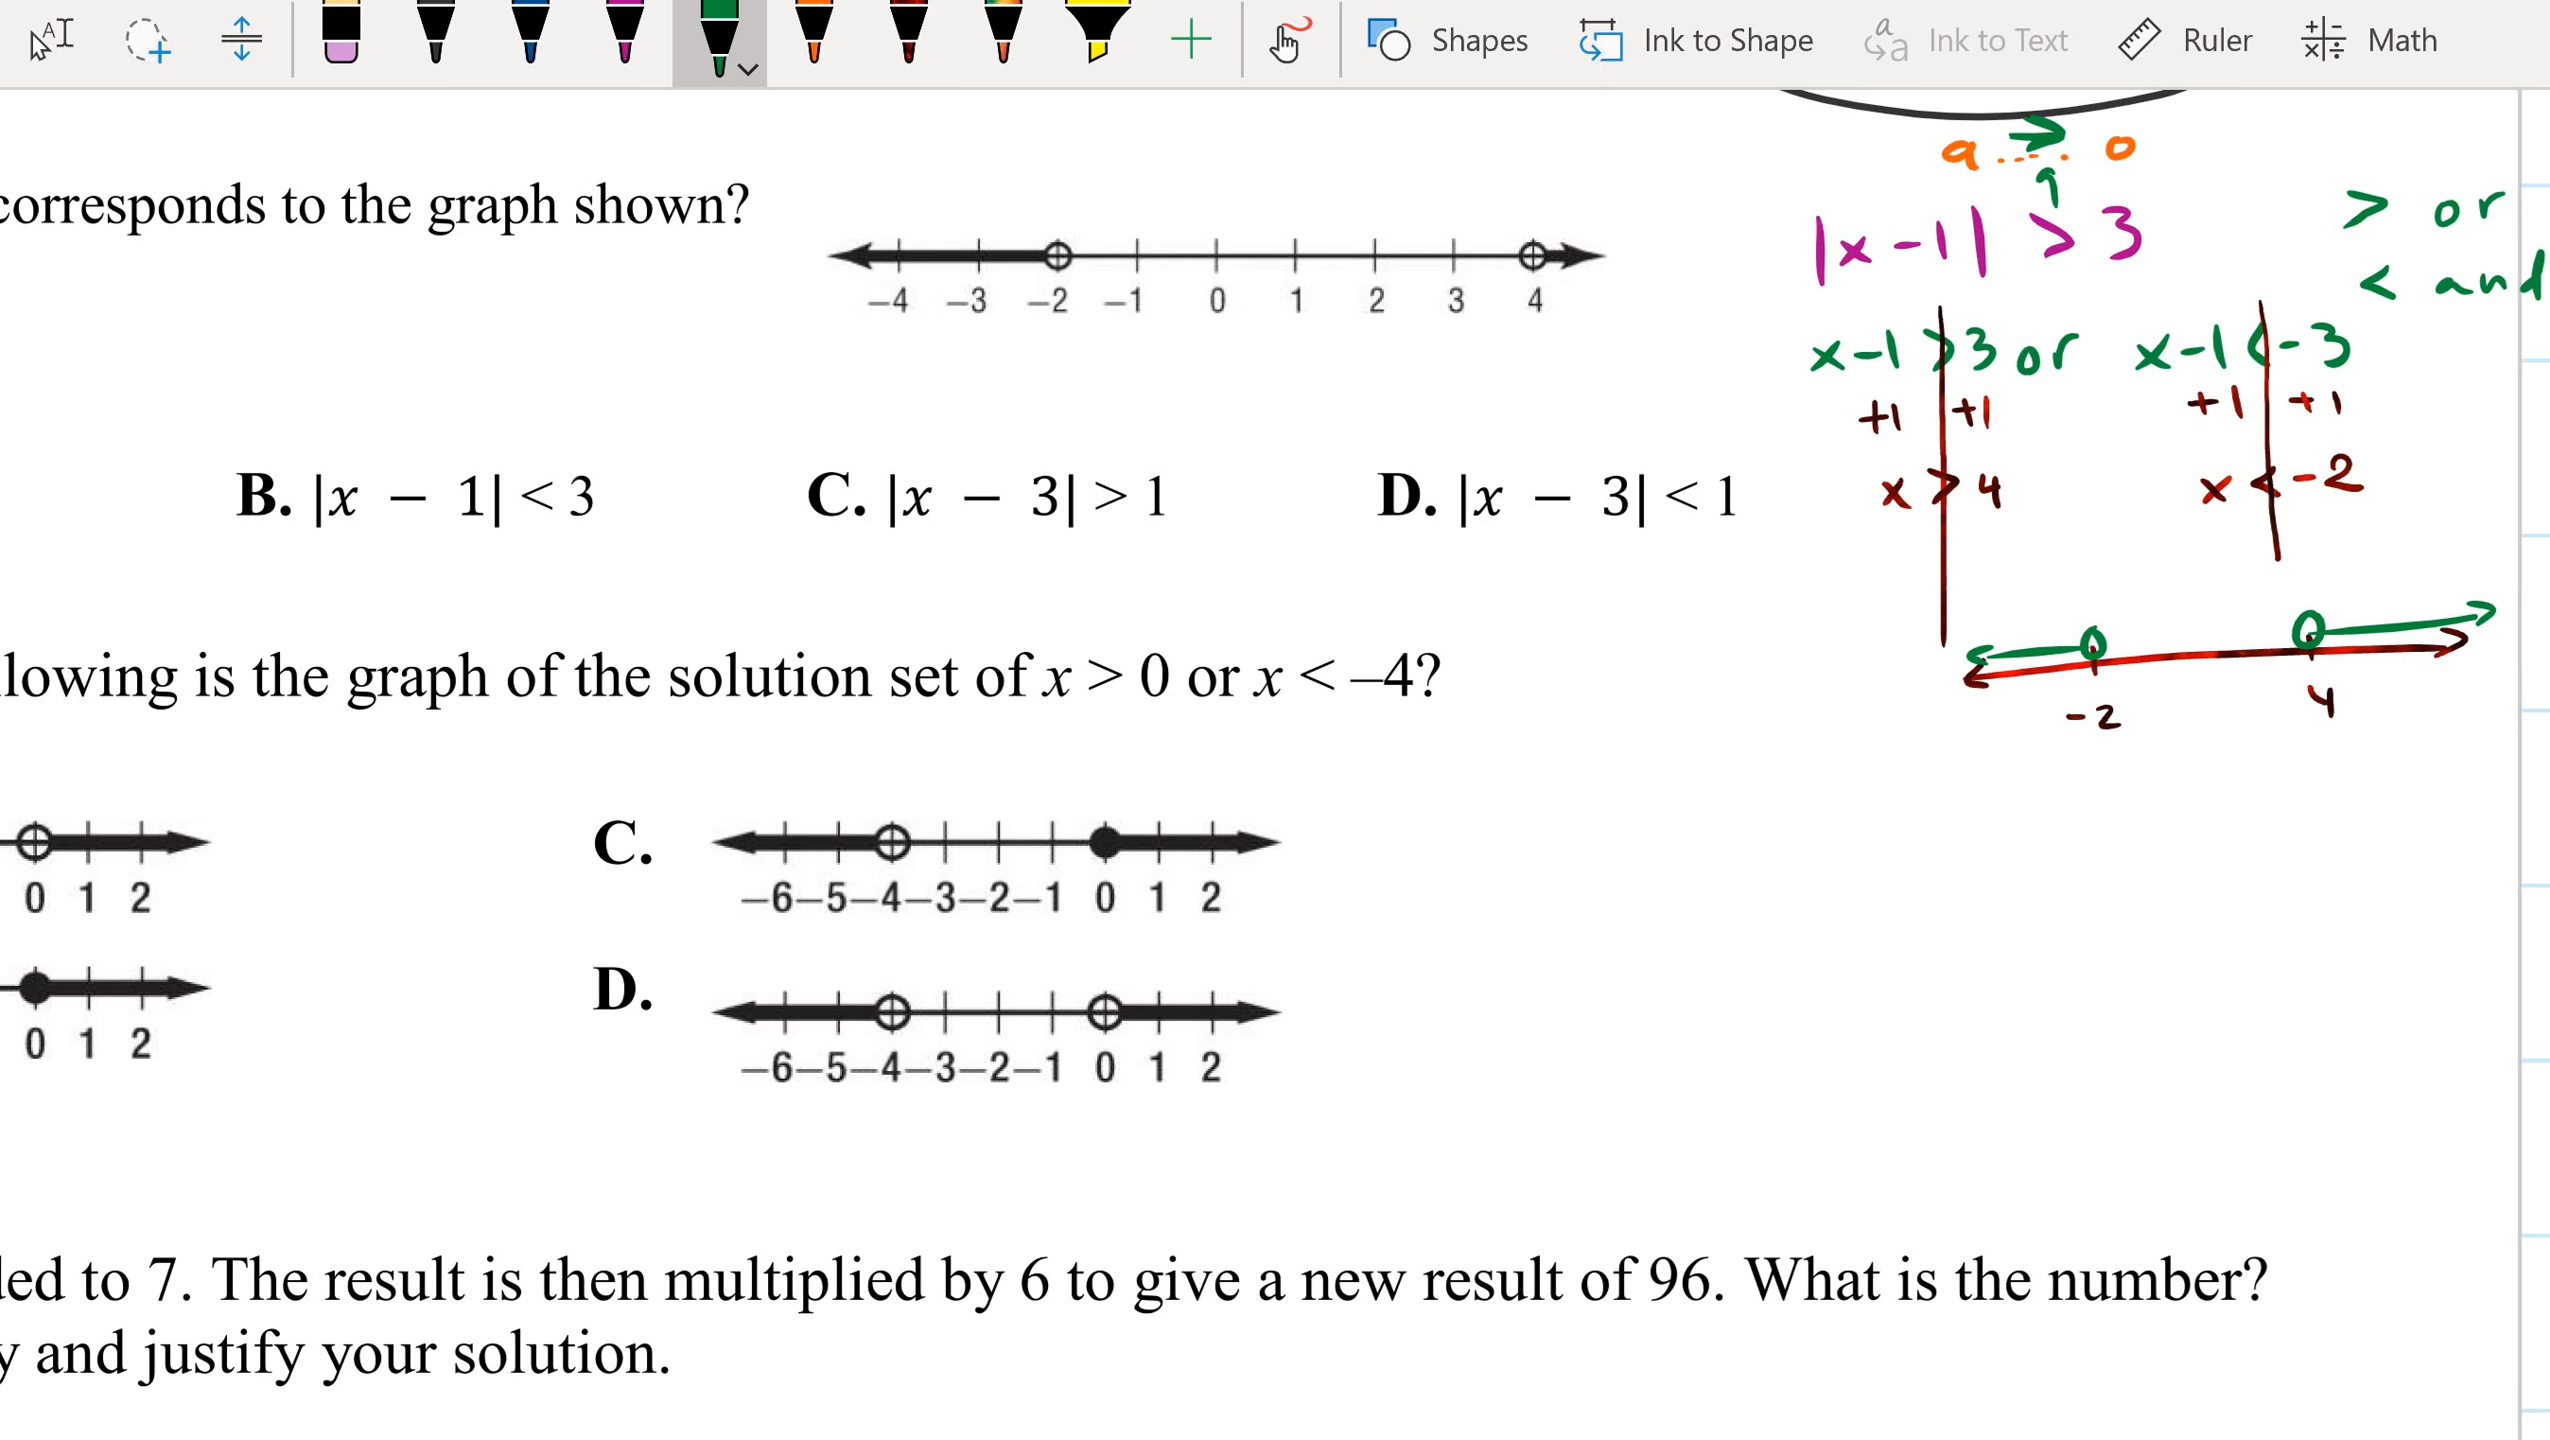 Shapes Ink to Shape Ink to Text Ruler Math
a o
corresponds to the graph shown?
|x-1| > 3
> or
< and
−4 −3 −2 −1 0 1 2 3 4
x-1 > 3 or x-1 < -3
+1 +1 +1 +1
x > 4 x < -2
B. |x − 1| < 3 C. |x − 3| > 1 D. |x − 3| < 1
lowing is the graph of the solution set of x > 0 or x < –4?
-2 4
C.
0 1 2
−6−5−4−3−2−1 0 1 2
D.
0 1 2
−6−5−4−3−2−1 0 1 2
ed to 7. The result is then multiplied by 6 to give a new result of 96. What is the number?
y and justify your solution.